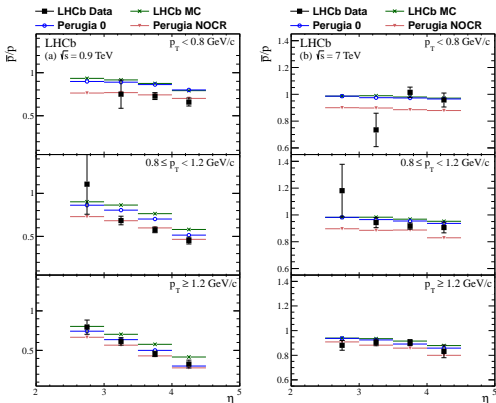 LHCb Data LHCb MC
Perugia 0 Perugia NOCR
p̅/p
LHCb p_T < 0.8 GeV/c
(a) √s = 0.9 TeV
1
0.5
0.8 ≤ p_T < 1.2 GeV/c
1
0.5
p_T ≥ 1.2 GeV/c
1
0.5
2 3 4 5
η
LHCb Data LHCb MC
Perugia 0 Perugia NOCR
p̅/p
LHCb p_T < 0.8 GeV/c
(b) √s = 7 TeV
1.4
1.2
1
0.8
0.6
0.8 ≤ p_T < 1.2 GeV/c
1.4
1.2
1
0.8
0.6
p_T ≥ 1.2 GeV/c
1.4
1.2
1
0.8
0.6
2 3 4 5
η